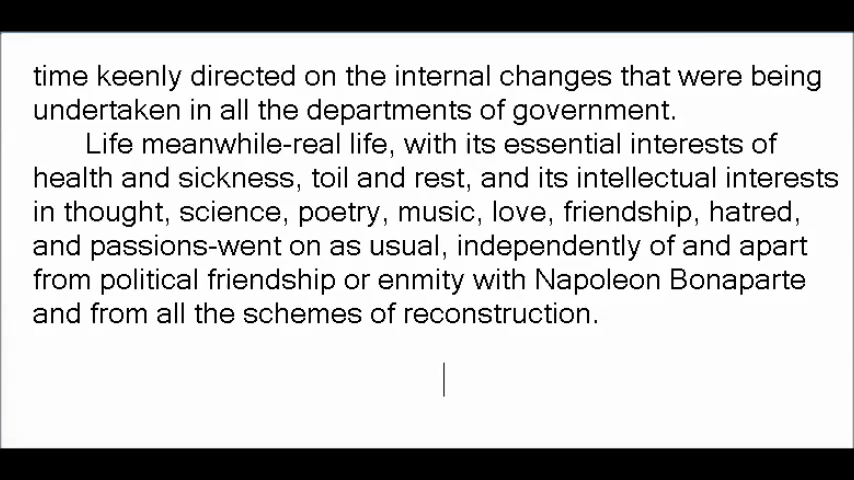 time keenly directed on the internal changes that were being
undertaken in all the departments of government.
Life meanwhile-real life, with its essential interests of
health and sickness, toil and rest, and its intellectual interests
in thought, science, poetry, music, love, friendship, hatred,
and passions-went on as usual, independently of and apart
from political friendship or enmity with Napoleon Bonaparte
and from all the schemes of reconstruction.